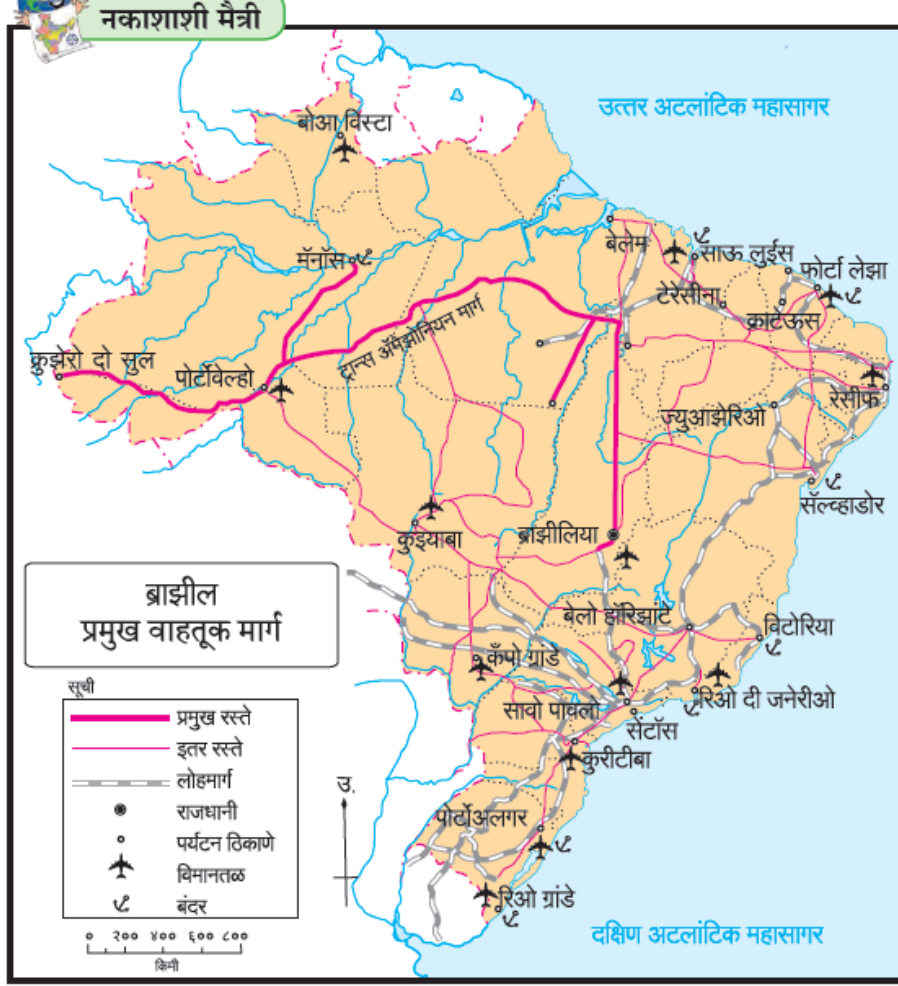 नकाशाशी मैत्री
उत्तर अटलांटिक महासागर
बोआ विस्टा
बेलेम
मॅनॉस
साऊ लुईस
फोर्टा लेझा
टेरेसीना
क्राटेऊस
ट्रान्स ॲमेझोनियन मार्ग
क्रुझेरो दो सुल
पोर्टोवेल्हो
रेसीफ
ज्युआझेरिओ
सॅल्व्हाडोर
कुइयाबा
ब्राझीलिया
ब्राझील
प्रमुख वाहतूक मार्ग
बेलो हॉरिझाटे
विटोरिया
कँपो ग्रांडे
सूची
प्रमुख रस्ते
इतर रस्ते
लोहमार्ग
राजधानी
पर्यटन ठिकाणे
विमानतळ
बंदर
सावो पावलो
रिओ दी जनेरीओ
सेंटॉस
कुरीटीबा
उ.
पोर्टोअलगर
रिओ ग्रांडे
दक्षिण अटलांटिक महासागर
० २०० ४०० ६०० ८००
किमी